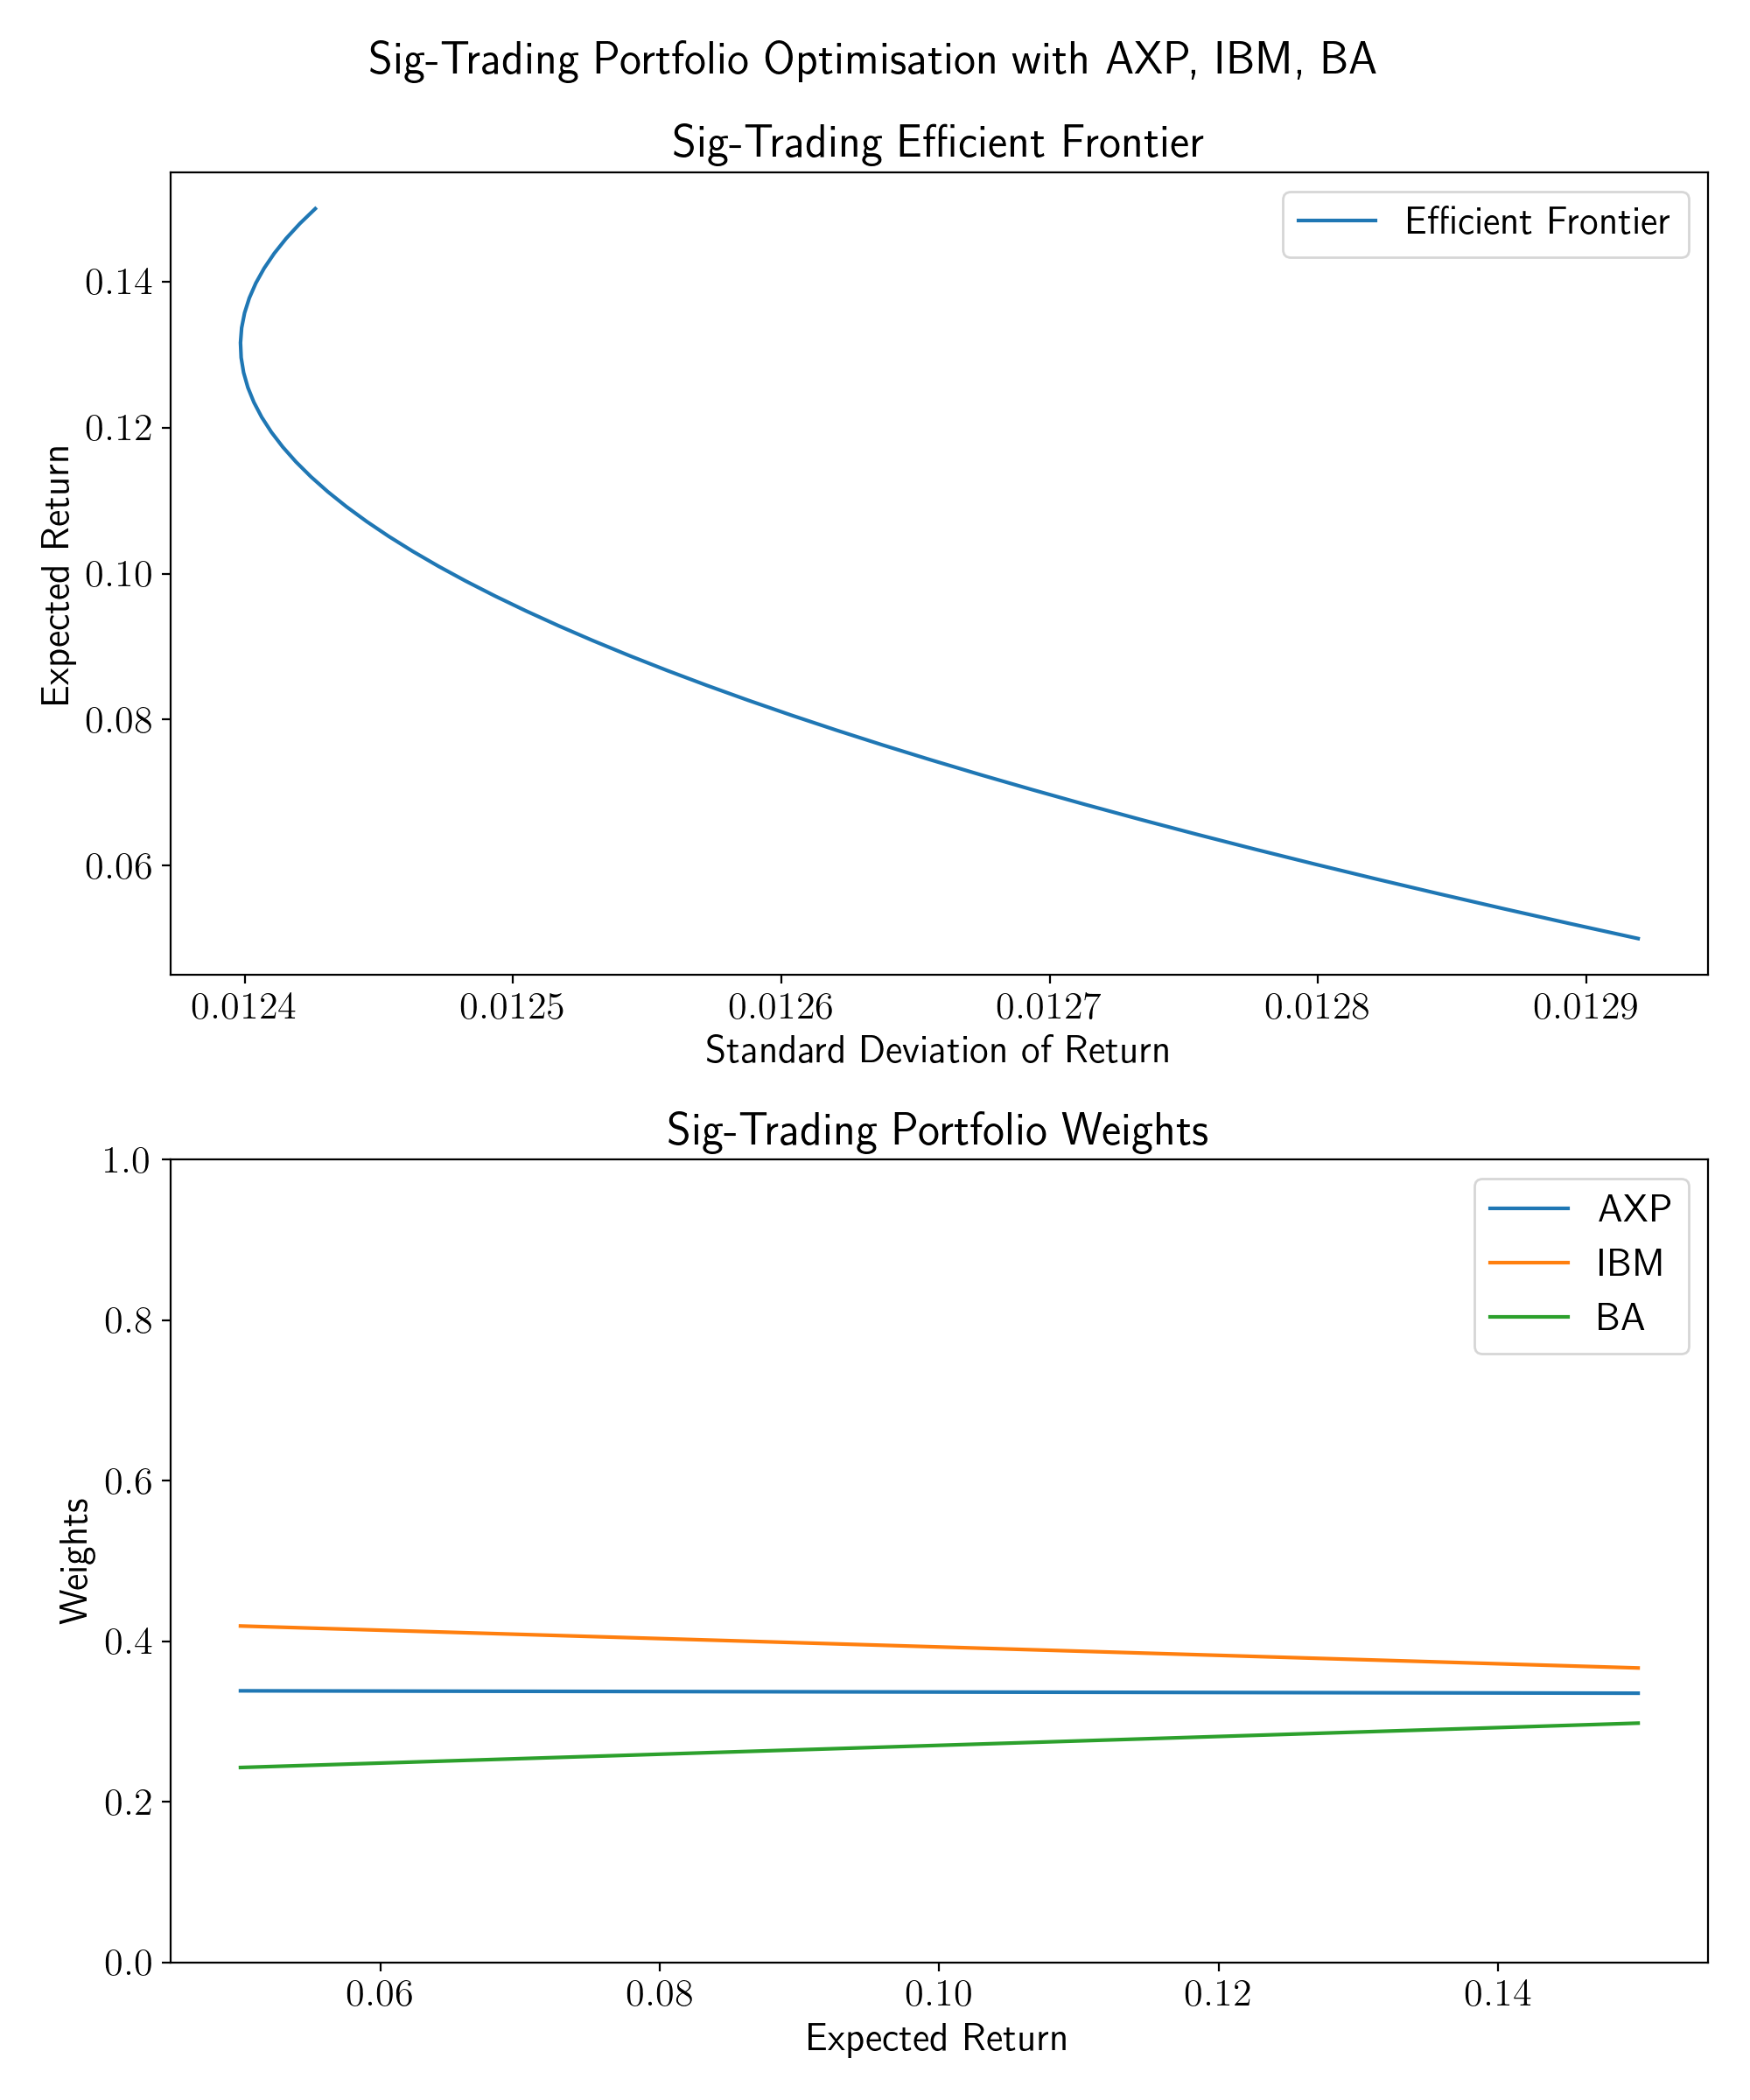 Sig-Trading Portfolio Optimisation with AXP, IBM, BA
Sig-Trading Efficient Frontier
Efficient Frontier
0.14
0.12
0.10
0.08
0.06
Expected Return
0.0124 0.0125 0.0126 0.0127 0.0128 0.0129
Standard Deviation of Return
Sig-Trading Portfolio Weights
AXP
IBM
BA
1.0
0.8
0.6
0.4
0.2
0.0
Weights
0.06 0.08 0.10 0.12 0.14
Expected Return